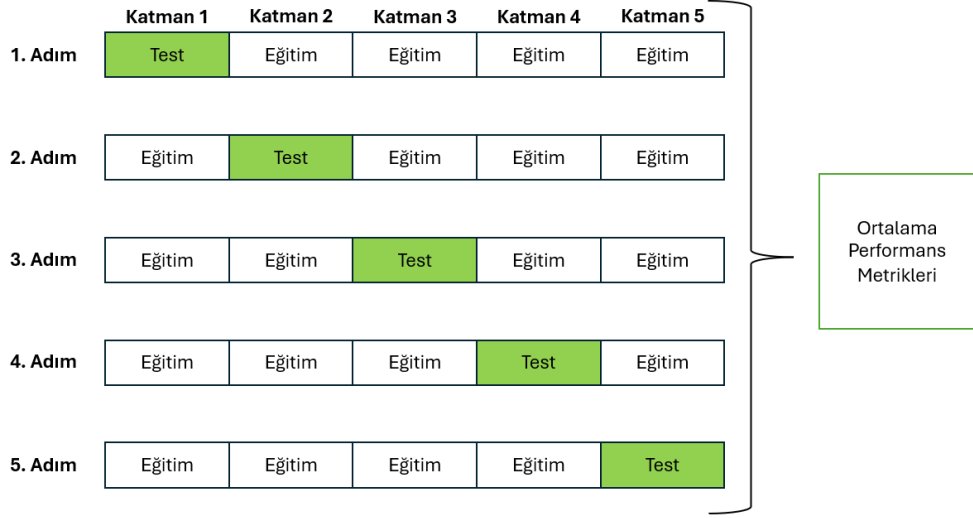 Katman 1 Katman 2 Katman 3 Katman 4 Katman 5
1. Adım Test Eğitim Eğitim Eğitim Eğitim
2. Adım Eğitim Test Eğitim Eğitim Eğitim
3. Adım Eğitim Eğitim Test Eğitim Eğitim
4. Adım Eğitim Eğitim Eğitim Test Eğitim
5. Adım Eğitim Eğitim Eğitim Eğitim Test
Ortalama
Performans
Metrikleri